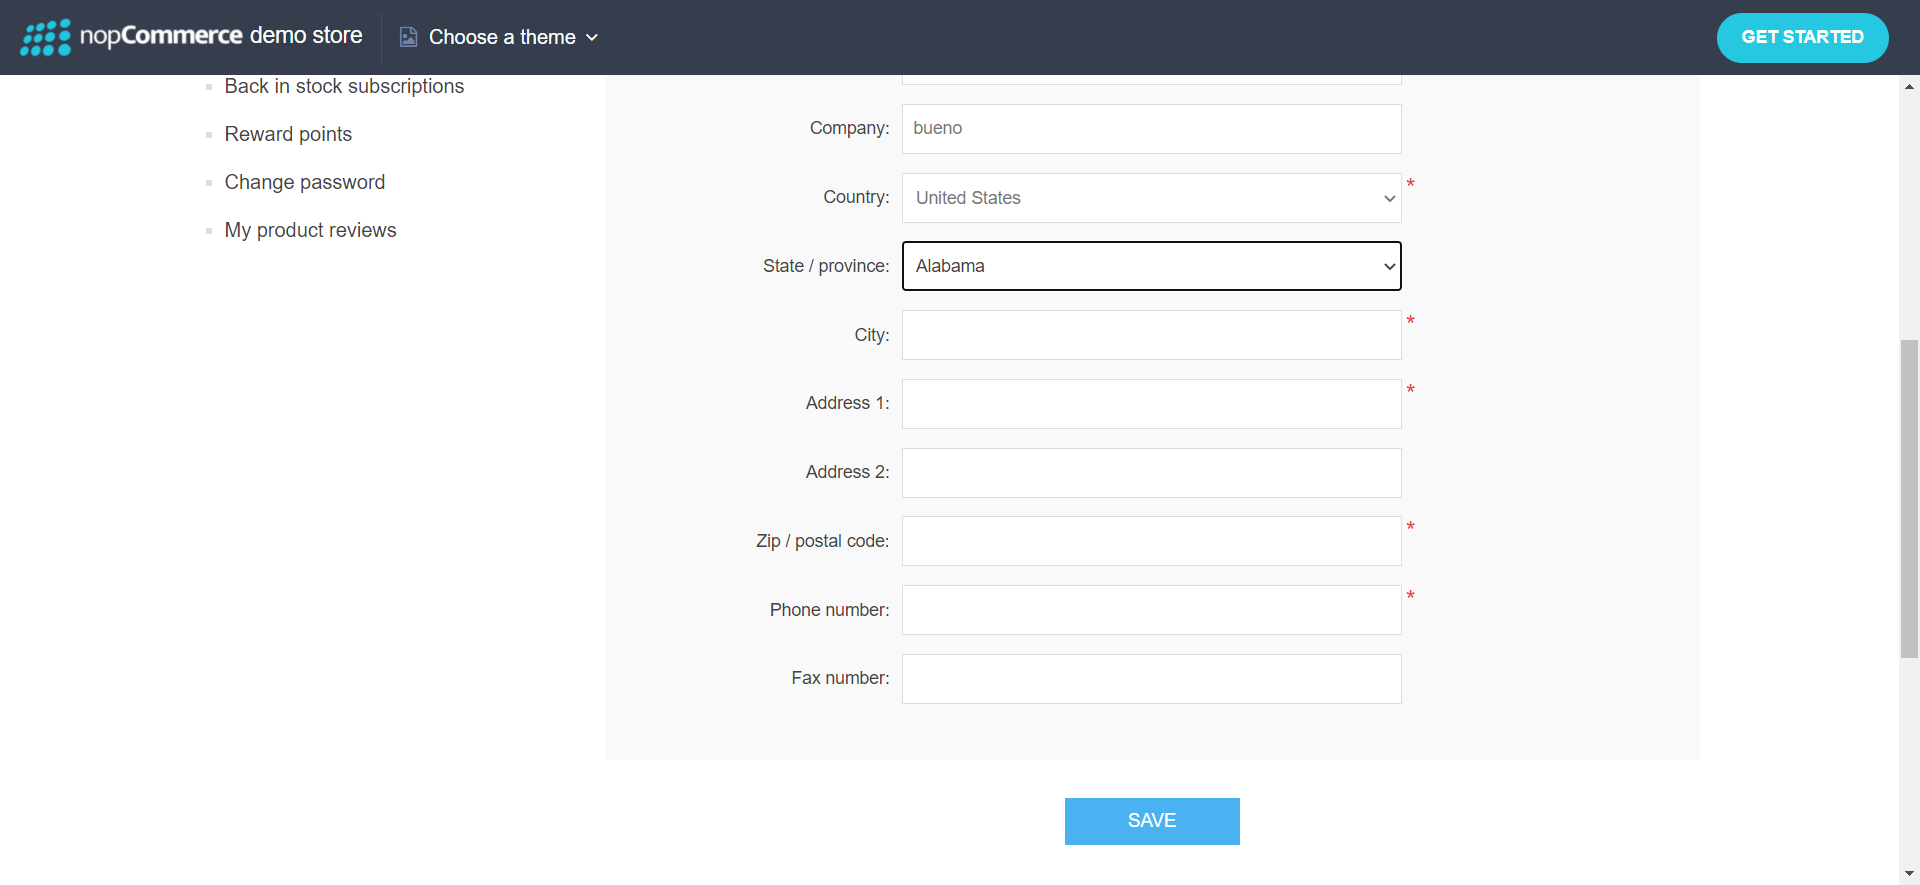 nopCommerce demo store
Choose a theme
GET STARTED
Back in stock subscriptions
Reward points
Change password
My product reviews
Company: bueno
Country: United States *
State / province: Alabama
City: *
Address 1: *
Address 2:
Zip / postal code: *
Phone number: *
Fax number:
SAVE